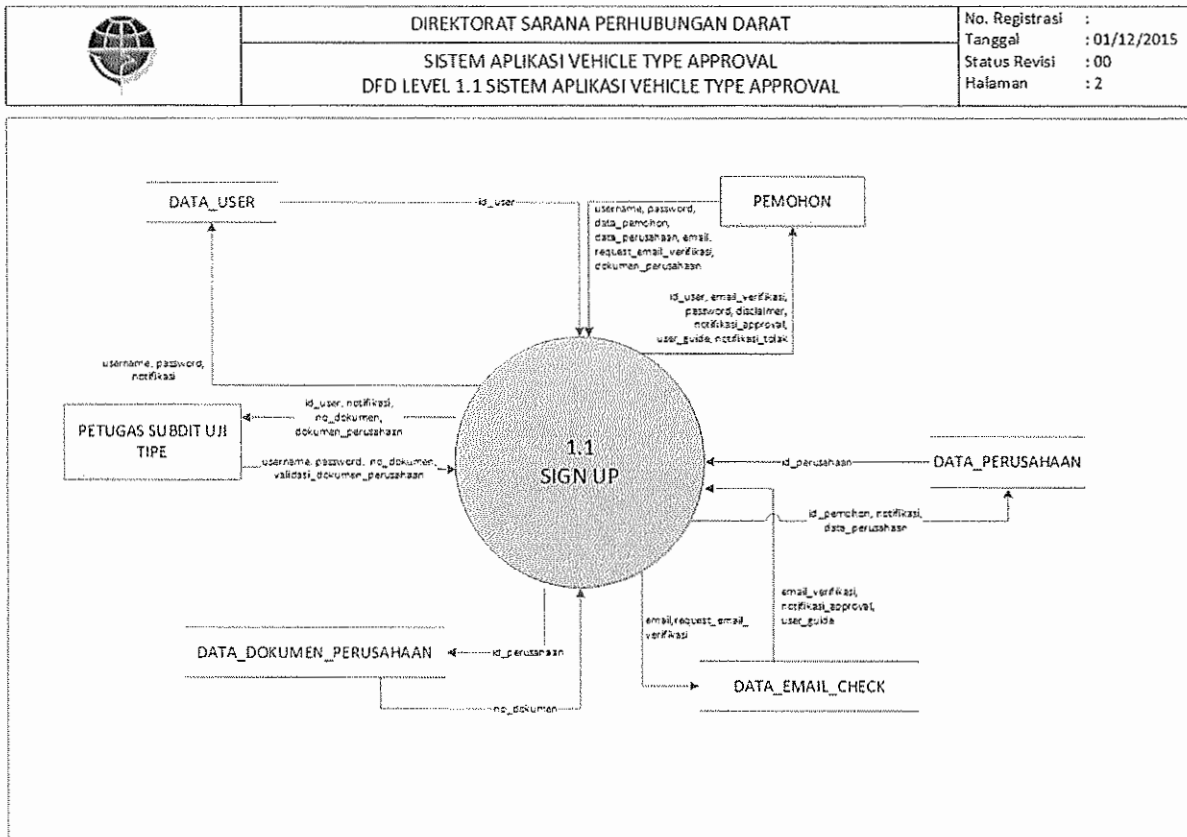 DIREKTORAT SARANA PERHUBUNGAN DARAT
SISTEM APLIKASI VEHICLE TYPE APPROVAL
DFD LEVEL 1.1 SISTEM APLIKASI VEHICLE TYPE APPROVAL
No. Registrasi :
Tanggal : 01/12/2015
Status Revisi : 00
Halaman : 2
DATA_USER
id_user
username, password,
data_pemohon,
data_perusahaan, email,
request_email_verifikasi,
dokumen_perusahaan
PEMOHON
id_user, email_verifikasi,
password, disclaimer,
notifikasi_approval,
user_guide, notifikasi_tolak
username, password,
notifikasi
PETUGAS SUBDIT UJI
TIPE
id_user, notifikasi,
no_dokumen,
dokumen_perusahaan
username, password, no_dokumen,
validasi_dokumen_perusahaan
1.1
SIGN UP
id_perusahaan
DATA_PERUSAHAAN
id_pemohon, notifikasi,
data_perusahaan
email_verifikasi,
notifikasi_approval,
user_guide
email,request_email_
verifikasi
DATA_DOKUMEN_PERUSAHAAN
id_perusahaan
no_dokumen
DATA_EMAIL_CHECK